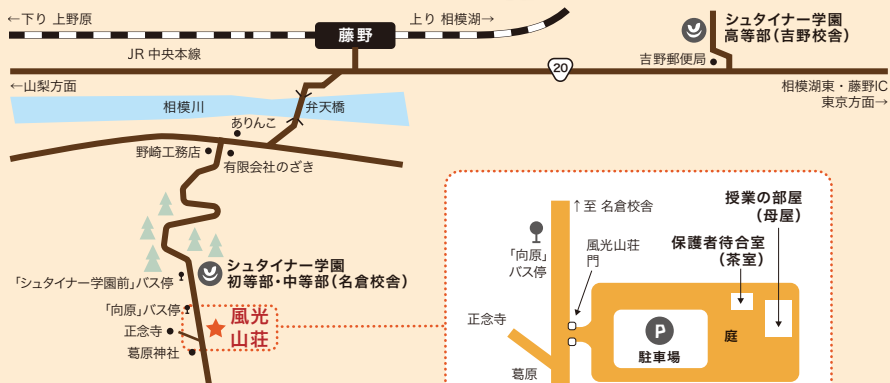 ←下り 上野原
藤野
上り 相模湖→
JR 中央本線
シュタイナー学園
高等部（吉野校舎）
吉野郵便局
20
←山梨方面
相模湖東・藤野IC
東京方面→
相模川
弁天橋
ありんこ
野崎工務店
有限会社のざき
シュタイナー学園
初等部・中等部（名倉校舎）
「シュタイナー学園前」バス停
「向原」バス停
正念寺
葛原神社
風光
山荘
↑至 名倉校舎
「向原」
バス停
風光山荘
門
授業の部屋
（母屋）
保護者待合室
（茶室）
正念寺
葛原
P
駐車場
庭